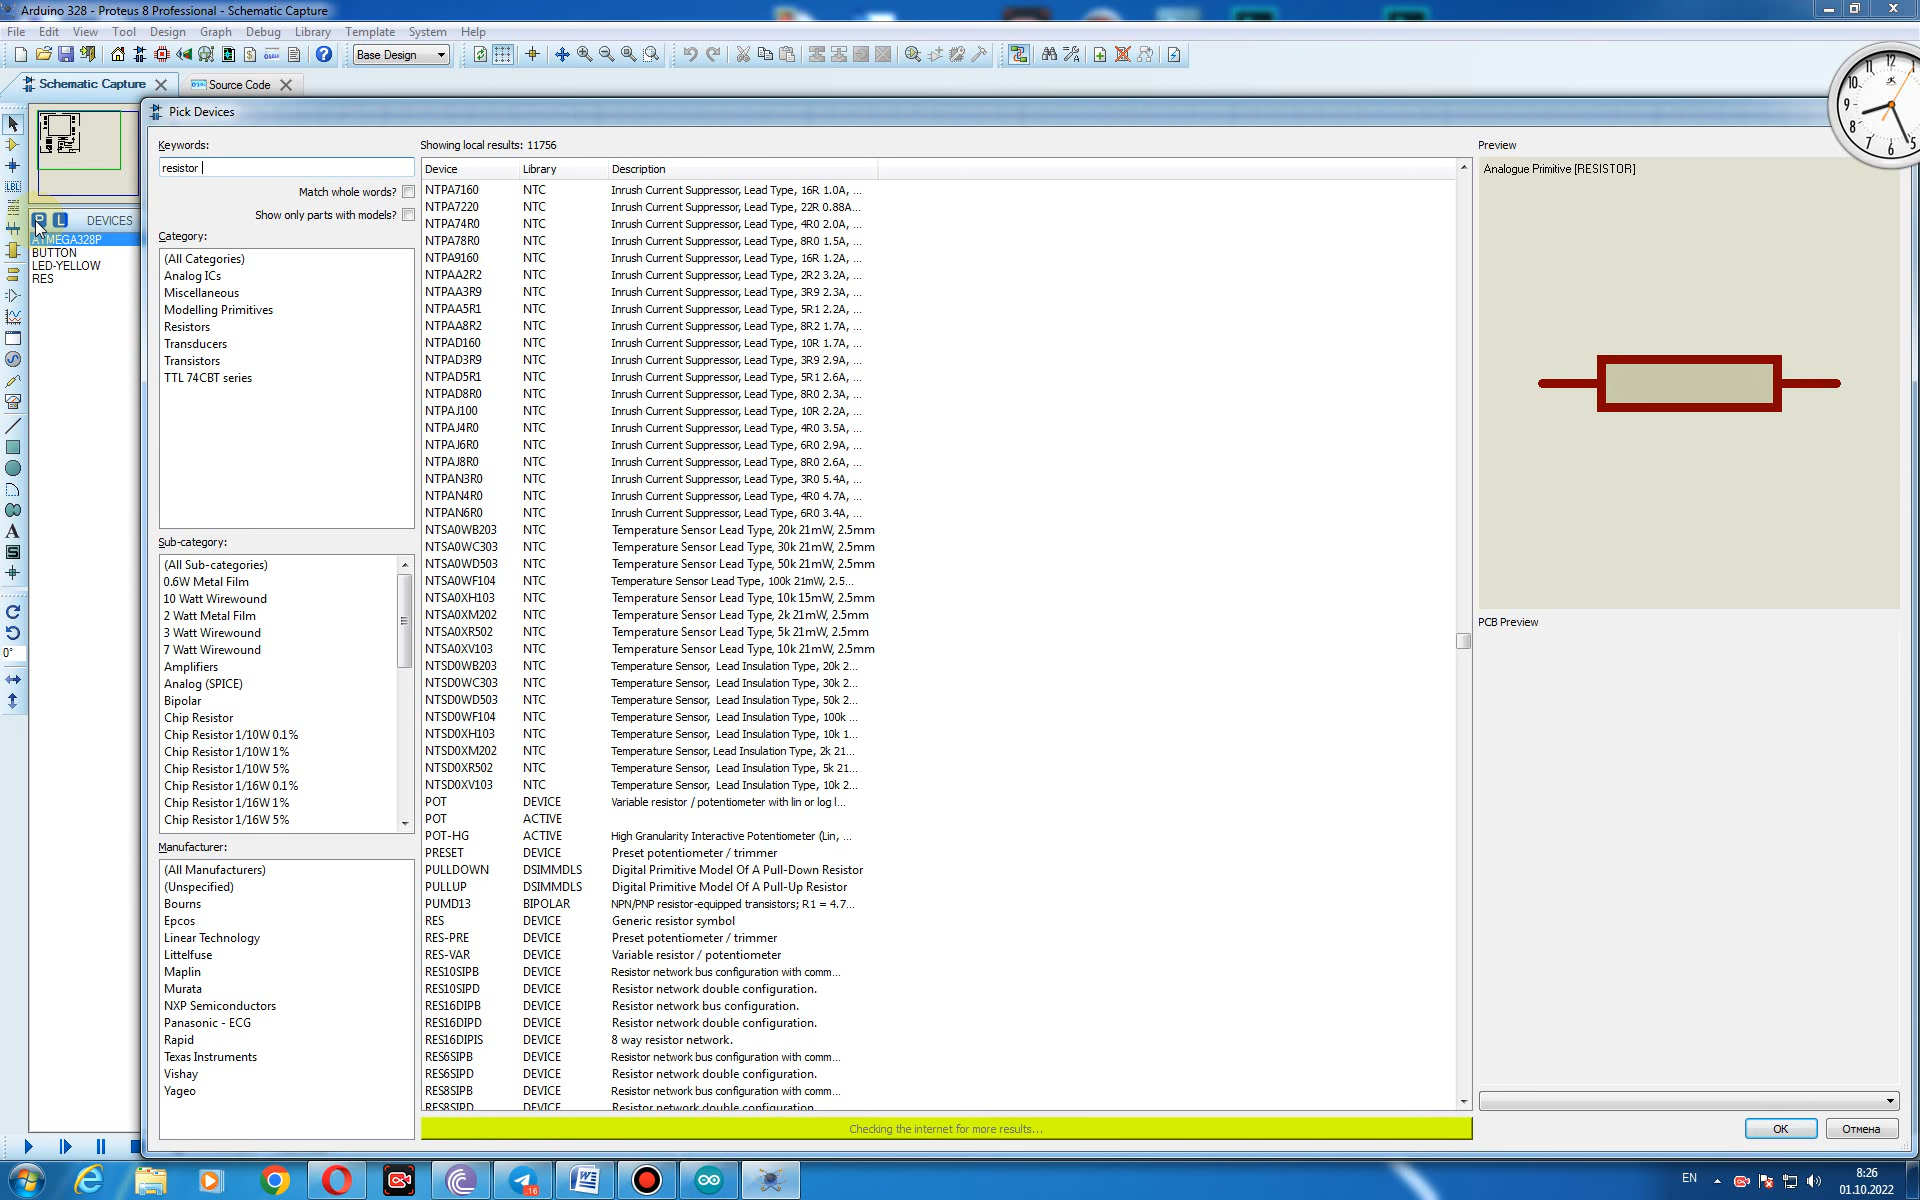 Arduino 328 - Proteus 8 Professional - Schematic Capture
File Edit View Tool Design Graph Debug Library Template System Help
Base Design
Schematic Capture
Source Code
Pick Devices
P L DEVICES
ATMEGA328P
BUTTON
LED-YELLOW
RES
LBL
A
S
0°
Keywords:
resistor
Match whole words?
Show only parts with models?
Category:
(All Categories)
Analog ICs
Miscellaneous
Modelling Primitives
Resistors
Transducers
Transistors
TTL 74CBT series
Sub-category:
(All Sub-categories)
0.6W Metal Film
10 Watt Wirewound
2 Watt Metal Film
3 Watt Wirewound
7 Watt Wirewound
Amplifiers
Analog (SPICE)
Bipolar
Chip Resistor
Chip Resistor 1/10W 0.1%
Chip Resistor 1/10W 1%
Chip Resistor 1/10W 5%
Chip Resistor 1/16W 0.1%
Chip Resistor 1/16W 1%
Chip Resistor 1/16W 5%
Manufacturer:
(All Manufacturers)
(Unspecified)
Bourns
Epcos
Linear Technology
Littelfuse
Maplin
Murata
NXP Semiconductors
Panasonic - ECG
Rapid
Texas Instruments
Vishay
Yageo
Showing local results: 11756
Device Library Description
NTPA7160 NTC Inrush Current Suppressor, Lead Type, 16R 1.0A, ...
NTPA7220 NTC Inrush Current Suppressor, Lead Type, 22R 0.88A...
NTPA74R0 NTC Inrush Current Suppressor, Lead Type, 4R0 2.0A, ...
NTPA78R0 NTC Inrush Current Suppressor, Lead Type, 8R0 1.5A, ...
NTPA9160 NTC Inrush Current Suppressor, Lead Type, 16R 1.2A, ...
NTPAA2R2 NTC Inrush Current Suppressor, Lead Type, 2R2 3.2A, ...
NTPAA3R9 NTC Inrush Current Suppressor, Lead Type, 3R9 2.3A, ...
NTPAA5R1 NTC Inrush Current Suppressor, Lead Type, 5R1 2.2A, ...
NTPAA8R2 NTC Inrush Current Suppressor, Lead Type, 8R2 1.7A, ...
NTPAD160 NTC Inrush Current Suppressor, Lead Type, 10R 1.7A, ...
NTPAD3R9 NTC Inrush Current Suppressor, Lead Type, 3R9 2.9A, ...
NTPAD5R1 NTC Inrush Current Suppressor, Lead Type, 5R1 2.6A, ...
NTPAD8R0 NTC Inrush Current Suppressor, Lead Type, 8R0 2.3A, ...
NTPAJ100 NTC Inrush Current Suppressor, Lead Type, 10R 2.2A, ...
NTPAJ4R0 NTC Inrush Current Suppressor, Lead Type, 4R0 3.5A, ...
NTPAJ6R0 NTC Inrush Current Suppressor, Lead Type, 6R0 2.9A, ...
NTPAJ8R0 NTC Inrush Current Suppressor, Lead Type, 8R0 2.6A, ...
NTPAN3R0 NTC Inrush Current Suppressor, Lead Type, 3R0 5.4A, ...
NTPAN4R0 NTC Inrush Current Suppressor, Lead Type, 4R0 4.7A, ...
NTPAN6R0 NTC Inrush Current Suppressor, Lead Type, 6R0 3.4A, ...
NTSA0WB203 NTC Temperature Sensor Lead Type, 20k 21mW, 2.5mm
NTSA0WC303 NTC Temperature Sensor Lead Type, 30k 21mW, 2.5mm
NTSA0WD503 NTC Temperature Sensor Lead Type, 50k 21mW, 2.5mm
NTSA0WF104 NTC Temperature Sensor Lead Type, 100k 21mW, 2.5...
NTSA0XH103 NTC Temperature Sensor Lead Type, 10k 15mW, 2.5mm
NTSA0XM202 NTC Temperature Sensor Lead Type, 2k 21mW, 2.5mm
NTSA0XR502 NTC Temperature Sensor Lead Type, 5k 21mW, 2.5mm
NTSA0XV103 NTC Temperature Sensor Lead Type, 10k 21mW, 2.5mm
NTSD0WB203 NTC Temperature Sensor, Lead Insulation Type, 20k 2...
NTSD0WC303 NTC Temperature Sensor, Lead Insulation Type, 30k 2...
NTSD0WD503 NTC Temperature Sensor, Lead Insulation Type, 50k 2...
NTSD0WF104 NTC Temperature Sensor, Lead Insulation Type, 100k ...
NTSD0XH103 NTC Temperature Sensor, Lead Insulation Type, 10k 1...
NTSD0XM202 NTC Temperature Sensor, Lead Insulation Type, 2k 21...
NTSD0XR502 NTC Temperature Sensor, Lead Insulation Type, 5k 21...
NTSD0XV103 NTC Temperature Sensor, Lead Insulation Type, 10k 2...
POT DEVICE Variable resistor / potentiometer with lin or log l...
POT ACTIVE
POT-HG ACTIVE High Granularity Interactive Potentiometer (Lin, ...
PRESET DEVICE Preset potentiometer / trimmer
PULLDOWN DSIMMDLS Digital Primitive Model Of A Pull-Down Resistor
PULLUP DSIMMDLS Digital Primitive Model Of A Pull-Up Resistor
PUMD13 BIPOLAR NPN/PNP resistor-equipped transistors; R1 = 4.7...
RES DEVICE Generic resistor symbol
RES-PRE DEVICE Preset potentiometer / trimmer
RES-VAR DEVICE Variable resistor / potentiometer
RES10SIPB DEVICE Resistor network bus configuration with comm...
RES10SIPD DEVICE Resistor network double configuration.
RES16DIPB DEVICE Resistor network bus configuration.
RES16DIPD DEVICE Resistor network double configuration.
RES16DIPIS DEVICE 8 way resistor network.
RES6SIPB DEVICE Resistor network bus configuration with comm...
RES6SIPD DEVICE Resistor network double configuration.
RES8SIPB DEVICE Resistor network bus configuration with comm...
RES8SIPD DEVICE Resistor network double configuration
Checking the internet for more results...
Preview
Analogue Primitive [RESISTOR]
PCB Preview
OK
Отмена
11 12 1
10
9
8
7 6 5
16
EN
8:26
01.10.2022